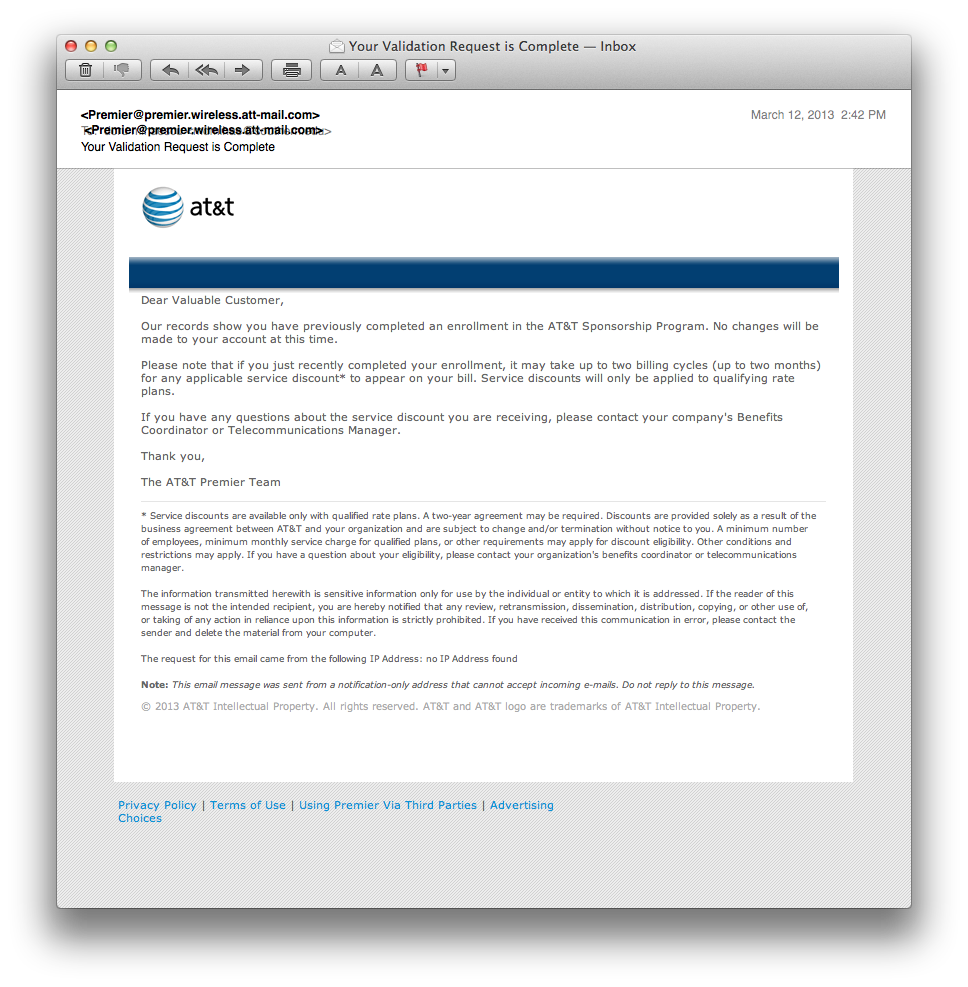 Your Validation Request is Complete — Inbox
A A
<Premier@premier.wireless.att-mail.com>
March 12, 2013 2:42 PM
<Premier@premier.wireless.att-mail.com>
Your Validation Request is Complete
at&t
Dear Valuable Customer,
Our records show you have previously completed an enrollment in the AT&T Sponsorship Program. No changes will be
made to your account at this time.
Please note that if you just recently completed your enrollment, it may take up to two billing cycles (up to two months)
for any applicable service discount* to appear on your bill. Service discounts will only be applied to qualifying rate
plans.
If you have any questions about the service discount you are receiving, please contact your company's Benefits
Coordinator or Telecommunications Manager.
Thank you,
The AT&T Premier Team
* Service discounts are available only with qualified rate plans. A two-year agreement may be required. Discounts are provided solely as a result of the
business agreement between AT&T and your organization and are subject to change and/or termination without notice to you. A minimum number
of employees, minimum monthly service charge for qualified plans, or other requirements may apply for discount eligibility. Other conditions and
restrictions may apply. If you have a question about your eligibility, please contact your organization's benefits coordinator or telecommunications
manager.
The information transmitted herewith is sensitive information only for use by the individual or entity to which it is addressed. If the reader of this
message is not the intended recipient, you are hereby notified that any review, retransmission, dissemination, distribution, copying, or other use of,
or taking of any action in reliance upon this information is strictly prohibited. If you have received this communication in error, please contact the
sender and delete the material from your computer.
The request for this email came from the following IP Address: no IP Address found
Note: This email message was sent from a notification-only address that cannot accept incoming e-mails. Do not reply to this message.
© 2013 AT&T Intellectual Property. All rights reserved. AT&T and AT&T logo are trademarks of AT&T Intellectual Property.
Privacy Policy | Terms of Use | Using Premier Via Third Parties | Advertising
Choices